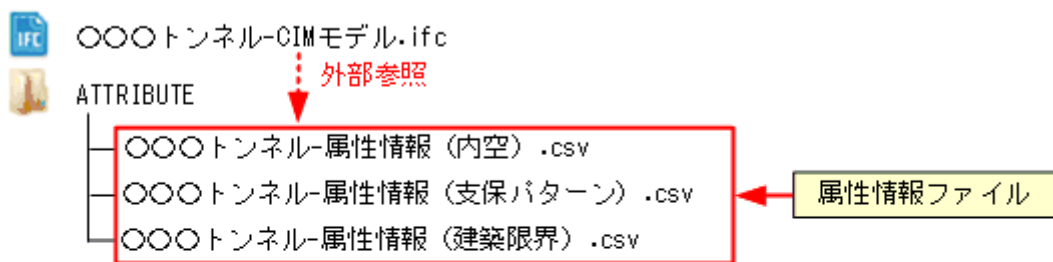 IFC
〇〇〇トンネル-CIMモデル.ifc
外部参照
ATTRIBUTE
〇〇〇トンネル-属性情報（内空）.csv
〇〇〇トンネル-属性情報（支保パターン）.csv
属性情報ファイル
〇〇〇トンネル-属性情報（建築限界）.csv